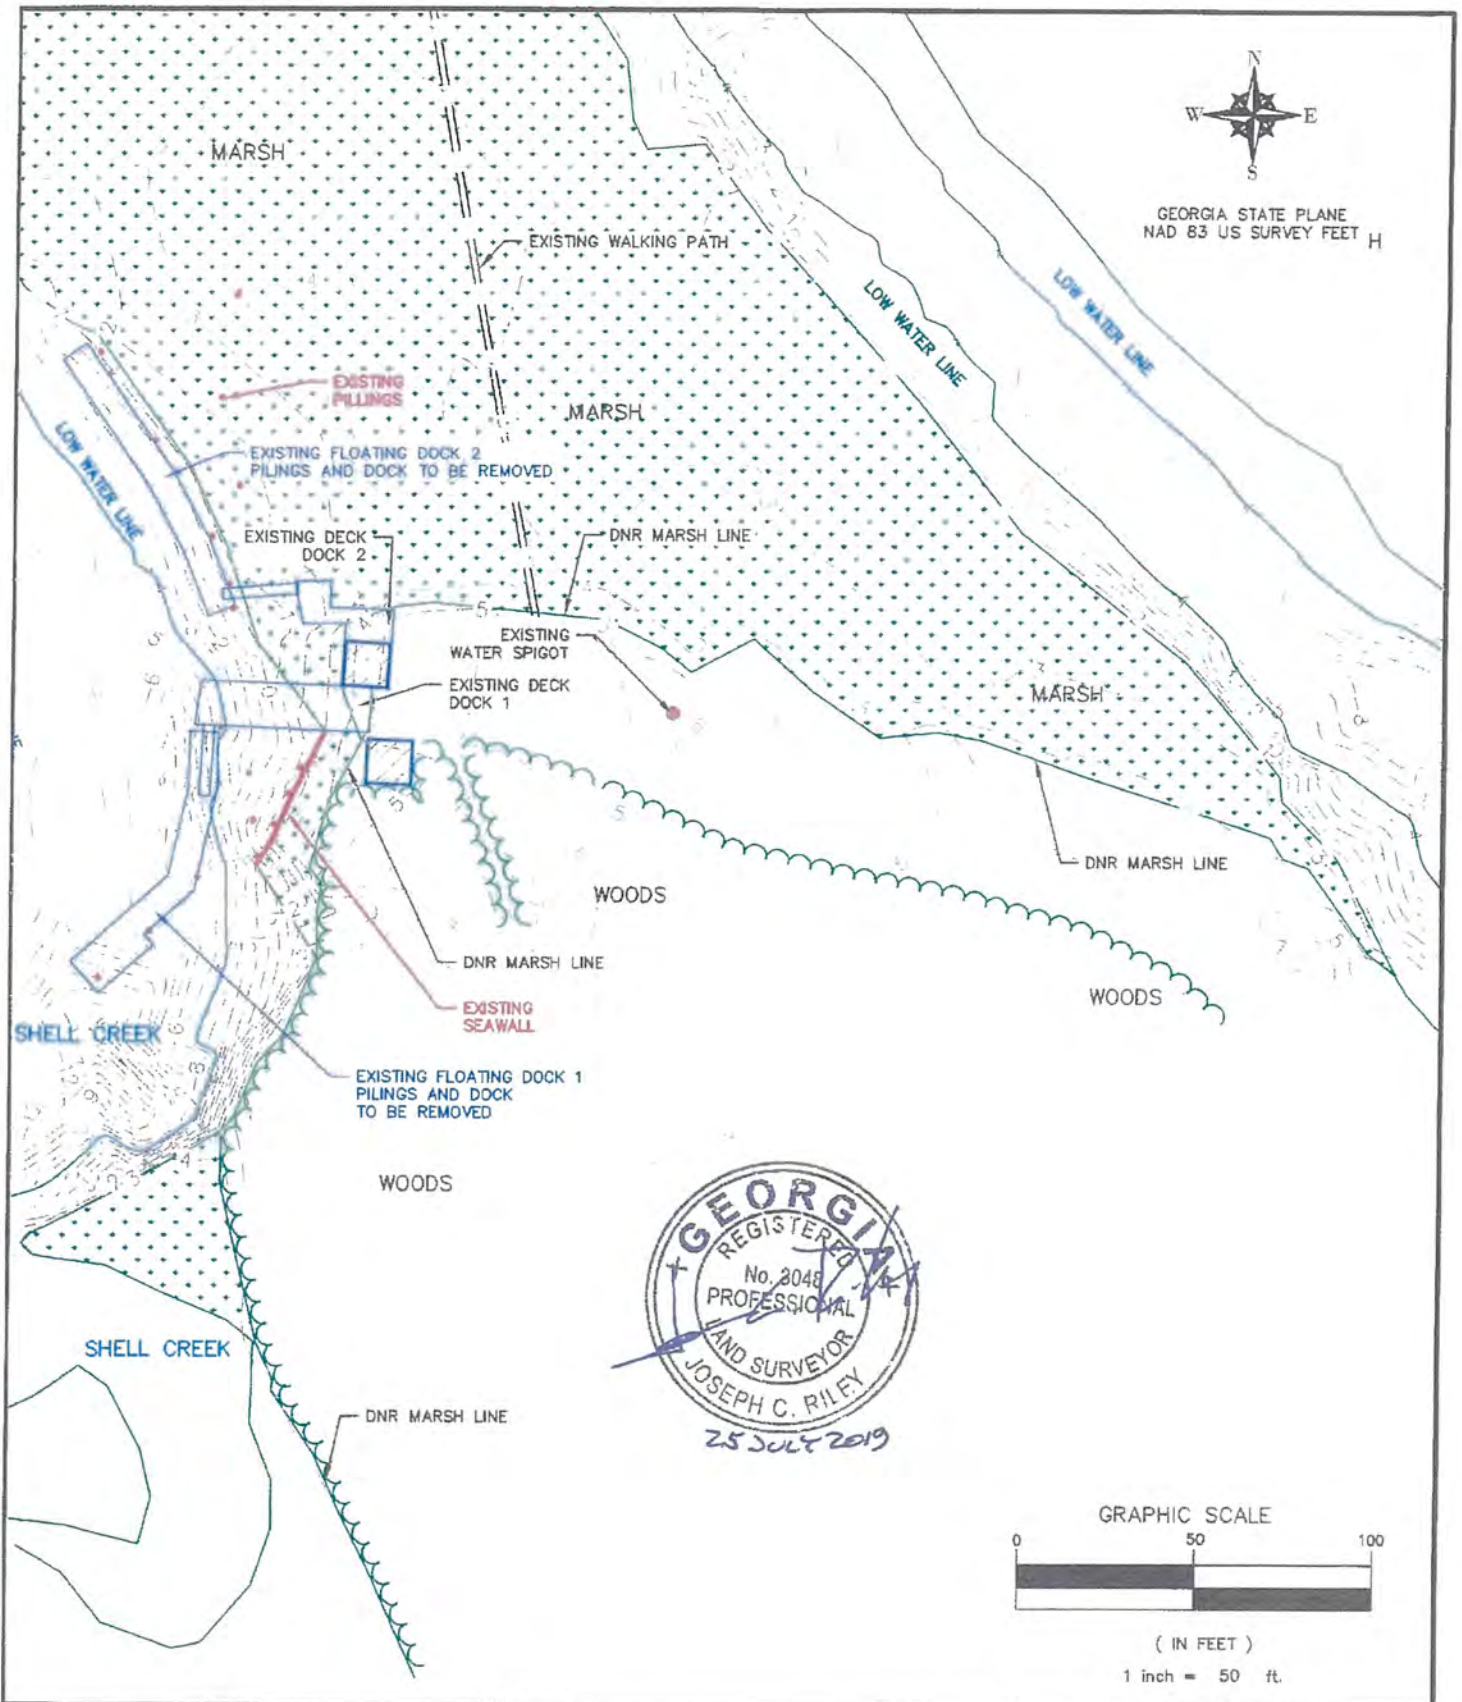 N
W E
S
GEORGIA STATE PLANE
NAD 83 US SURVEY FEET H
MARSH
EXISTING WALKING PATH
LOW WATER LINE
LOW WATER LINE
EXISTING
PILLINGS
MARSH
LOW WATER LINE
EXISTING FLOATING DOCK 2
PILINGS AND DOCK TO BE REMOVED
EXISTING DECK
DOCK 2
DNR MARSH LINE
EXISTING
WATER SPIGOT
EXISTING DECK
DOCK 1
MARSH
DNR MARSH LINE
WOODS
DNR MARSH LINE
WOODS
EXISTING
SEAWALL
SHELL CREEK
EXISTING FLOATING DOCK 1
PILINGS AND DOCK
TO BE REMOVED
WOODS
GEORGIA
REGISTERED
No. 3048
PROFESSIONAL
LAND SURVEYOR
JOSEPH C. RILEY
25 JULY 2019
SHELL CREEK
DNR MARSH LINE
GRAPHIC SCALE
0 50 100
( IN FEET )
1 inch = 50 ft.